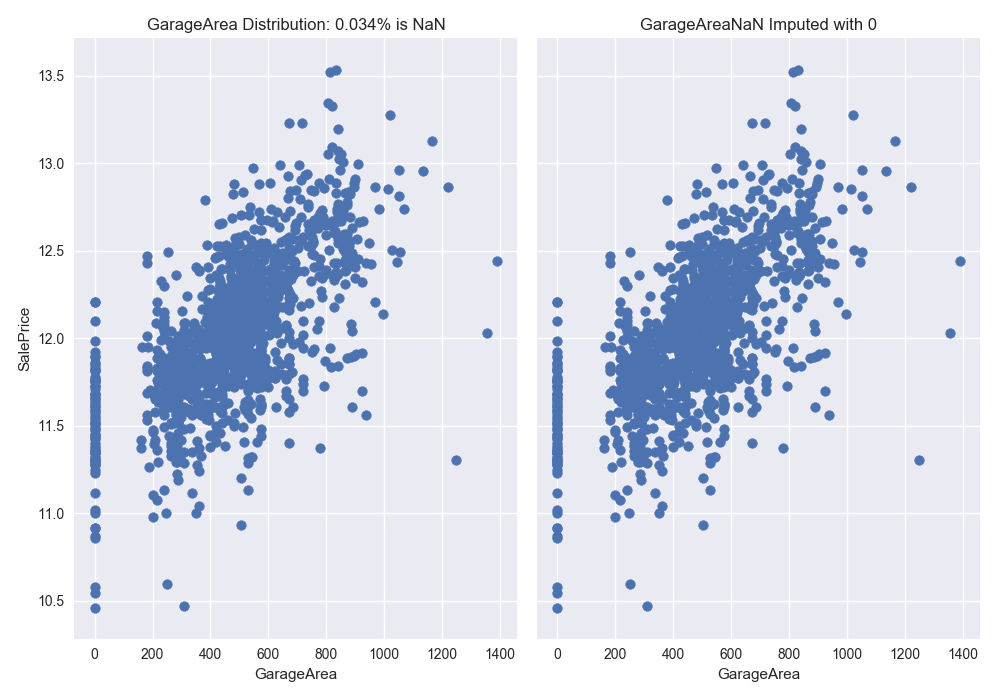 GarageArea Distribution: 0.034% is NaN
GarageAreaNaN Imputed with 0
SalePrice
13.5
13.0
12.5
12.0
11.5
11.0
10.5
0 200 400 600 800 1000 1200 1400
0 200 400 600 800 1000 1200 1400
GarageArea
GarageArea